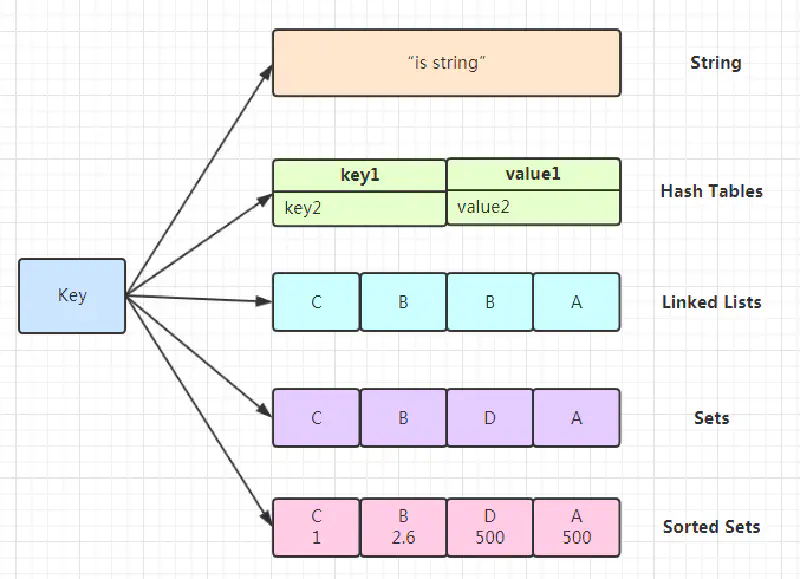 "is string"
String
key1 value1
key2 value2
Hash Tables
Key
C B B A
Linked Lists
C B D A
Sets
C B D A
1 2.6 500 500
Sorted Sets